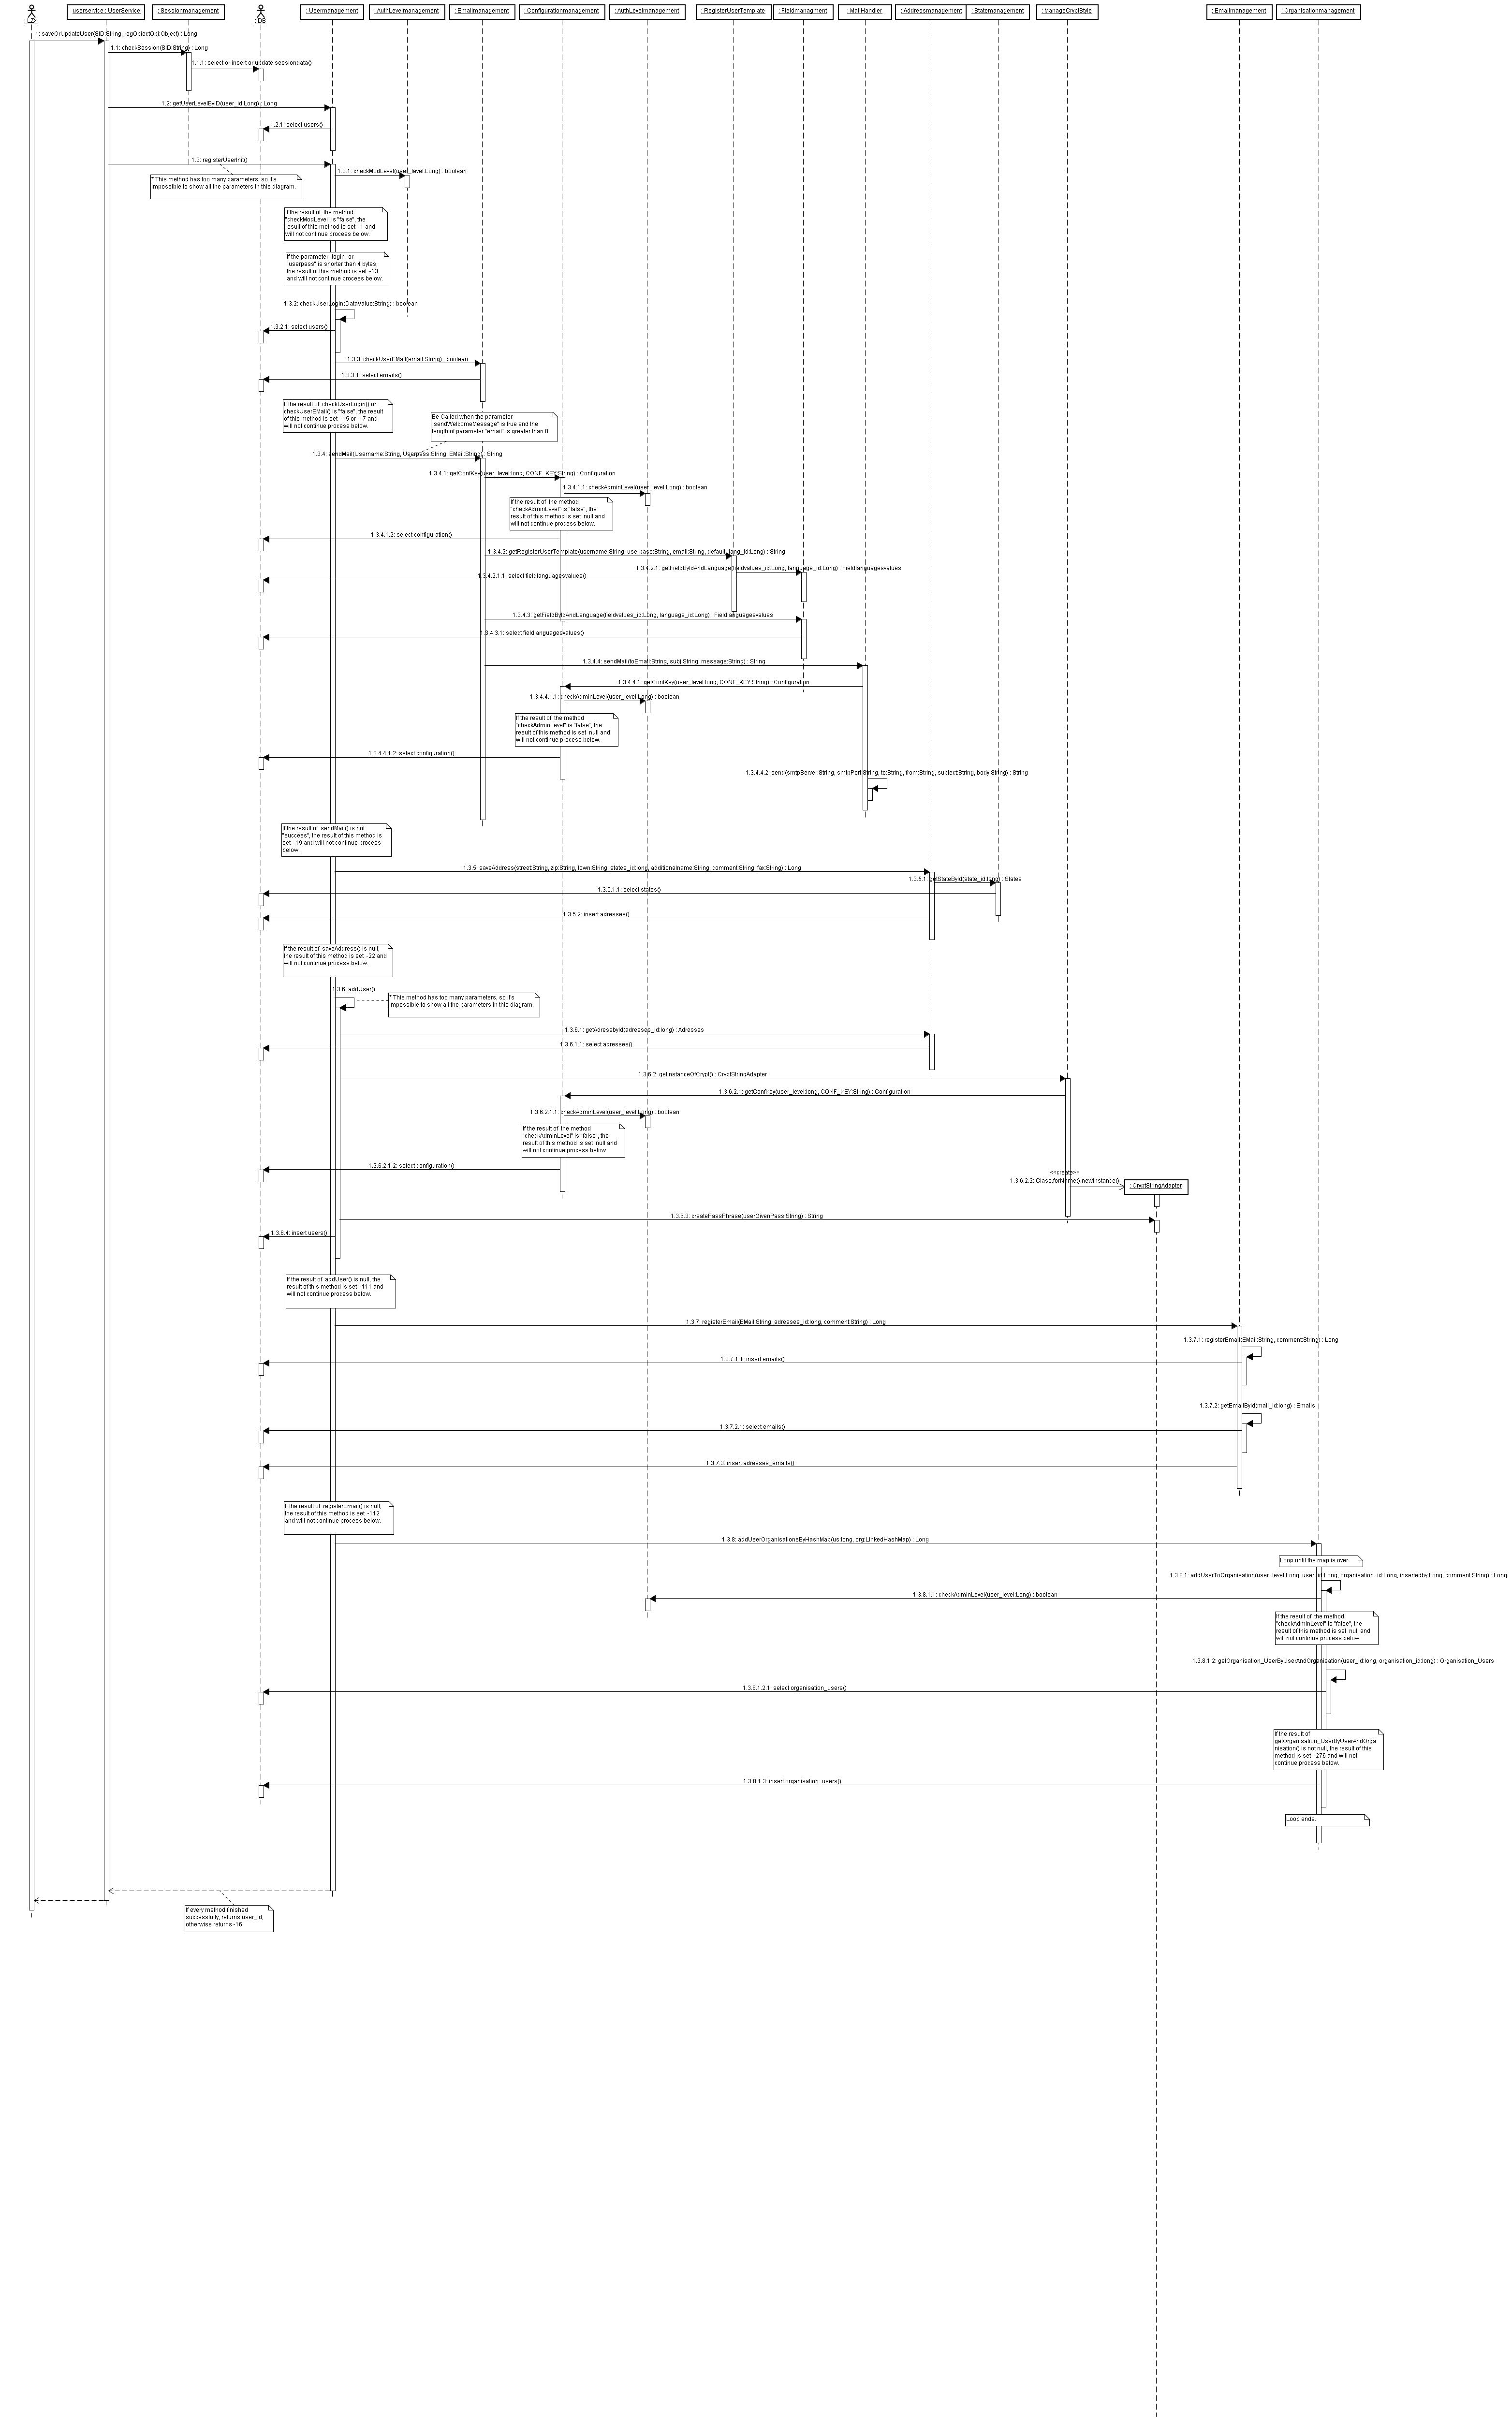 : LZX
userservice : UserService
: Sessionmanagement
: DB
: Usermanagement
: AuthLevelmanagement
: Emailmanagement
: Configurationmanagement
: AuthLevelmanagement
: RegisterUserTemplate
: Fieldmanagment
: MailHandler
: Addressmanagement
: Statemanagement
: ManageCryptStyle
: Emailmanagement
: Organisationmanagement
1: saveOrUpdateUser(SID:String, regObjectObj:Object) : Long
1.1: checkSession(SID:String) : Long
1.1.1: select or insert or update sessiondata()
1.2: getUserLevelByID(user_id:Long) : Long
1.2.1: select users()
1.3: registerUserInit()
* This method has too many parameters, so it's
impossible to show all the parameters in this diagram.
1.3.1: checkModLevel(user_level:Long) : boolean
If the result of the method
"checkModLevel" is "false", the
result of this method is set -1 and
will not continue process below.
If the parameter "login" or
"userpass" is shorter than 4 bytes,
the result of this method is set -13
and will not continue process below.
1.3.2: checkUserLogin(DataValue:String) : boolean
1.3.2.1: select users()
1.3.3: checkUserEMail(email:String) : boolean
1.3.3.1: select emails()
If the result of checkUserLogin() or
checkUserEMail() is "false", the result
of this method is set -15 or -17 and
will not continue process below.
Be Called when the parameter
"sendWelcomeMessage" is true and the
length of parameter "email" is greater than 0.
1.3.4: sendMail(Username:String, Userpass:String, EMail:String) : String
1.3.4.1: getConfKey(user_level:long, CONF_KEY:String) : Configuration
1.3.4.1.1: checkAdminLevel(user_level:Long) : boolean
If the result of the method
"checkAdminLevel" is "false", the
result of this method is set null and
will not continue process below.
1.3.4.1.2: select configuration()
1.3.4.2: getRegisterUserTemplate(username:String, userpass:String, email:String, default_lang_id:Long) : String
1.3.4.2.1: getFieldByIdAndLanguage(fieldvalues_id:Long, language_id:Long) : Fieldlanguagesvalues
1.3.4.2.1.1: select fieldlanguagesvalues()
1.3.4.3: getFieldByIdAndLanguage(fieldvalues_id:Long, language_id:Long) : Fieldlanguagesvalues
1.3.4.3.1: select fieldlanguagesvalues()
1.3.4.4: sendMail(toEmail:String, subj:String, message:String) : String
1.3.4.4.1: getConfKey(user_level:long, CONF_KEY:String) : Configuration
1.3.4.4.1.1: checkAdminLevel(user_level:Long) : boolean
If the result of the method
"checkAdminLevel" is "false", the
result of this method is set null and
will not continue process below.
1.3.4.4.1.2: select configuration()
1.3.4.4.2: send(smtpServer:String, smtpPort:String, to:String, from:String, subject:String, body:String) : String
If the result of sendMail() is not
"success", the result of this method is
set -19 and will not continue process
below.
1.3.5: saveAddress(street:String, zip:String, town:String, states_id:long, additionalname:String, comment:String, fax:String) : Long
1.3.5.1: getStateById(state_id:long) : States
1.3.5.1.1: select states()
1.3.5.2: insert adresses()
If the result of saveAddress() is null,
the result of this method is set -22 and
will not continue process below.
1.3.6: addUser()
* This method has too many parameters, so it's
impossible to show all the parameters in this diagram.
1.3.6.1: getAdressbyId(adresses_id:long) : Adresses
1.3.6.1.1: select adresses()
1.3.6.2: getInstanceOfCrypt() : CryptStringAdapter
1.3.6.2.1: getConfKey(user_level:long, CONF_KEY:String) : Configuration
1.3.6.2.1.1: checkAdminLevel(user_level:Long) : boolean
If the result of the method
"checkAdminLevel" is "false", the
result of this method is set null and
will not continue process below.
1.3.6.2.1.2: select configuration()
<<create>>
1.3.6.2.2: Class.forName().newInstance()
: CryptStringAdapter
1.3.6.3: createPassPhrase(userGivenPass:String) : String
1.3.6.4: insert users()
If the result of addUser() is null, the
result of this method is set -111 and
will not continue process below.
1.3.7: registerEmail(EMail:String, adresses_id:long, comment:String) : Long
1.3.7.1: registerEmail(EMail:String, comment:String) : Long
1.3.7.1.1: insert emails()
1.3.7.2: getEmailById(mail_id:long) : Emails
1.3.7.2.1: select emails()
1.3.7.3: insert adresses_emails()
If the result of registerEmail() is null,
the result of this method is set -112
and will not continue process below.
1.3.8: addUserOrganisationsByHashMap(us:long, org:LinkedHashMap) : Long
Loop until the map is over.
1.3.8.1: addUserToOrganisation(user_level:Long, user_id:Long, organisation_id:Long, insertedby:Long, comment:String) : Long
1.3.8.1.1: checkAdminLevel(user_level:Long) : boolean
If the result of the method
"checkAdminLevel" is "false", the
result of this method is set null and
will not continue process below.
1.3.8.1.2: getOrganisation_UserByUserAndOrganisation(user_id:long, organisation_id:long) : Organisation_Users
1.3.8.1.2.1: select organisation_users()
If the result of
getOrganisation_UserByUserAndOrga
nisation() is not null, the result of this
method is set -276 and will not
continue process below.
1.3.8.1.3: insert organisation_users()
Loop ends.
If every method finished
successfully, returns user_id,
otherwise returns -16.